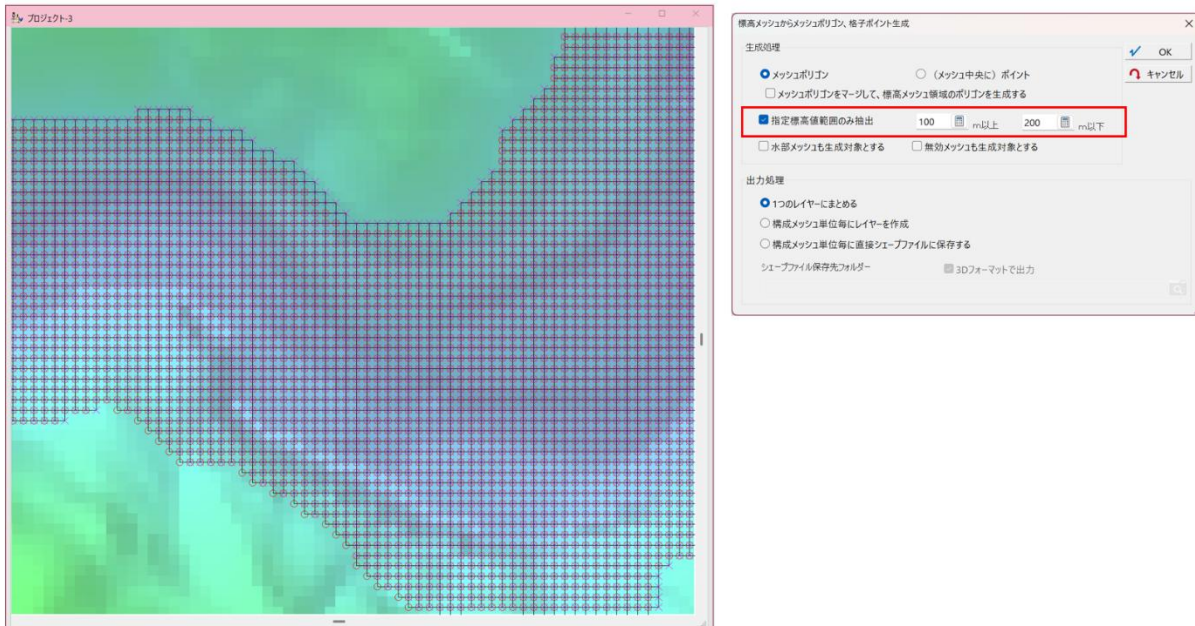 プロジェクト-3
標高メッシュからメッシュポリゴン、格子ポイント生成
生成処理
OK
メッシュポリゴン
（メッシュ中央に）ポイント
キャンセル
メッシュポリゴンをマージして、標高メッシュ領域のポリゴンを生成する
指定標高値範囲のみ抽出 100 m以上 200 m以下
水部メッシュも生成対象とする
無効メッシュも生成対象とする
出力処理
1つのレイヤーにまとめる
構成メッシュ単位毎にレイヤーを作成
構成メッシュ単位毎に直接シェープファイルに保存する
シェープファイル保存先フォルダー
3Dフォーマットで出力